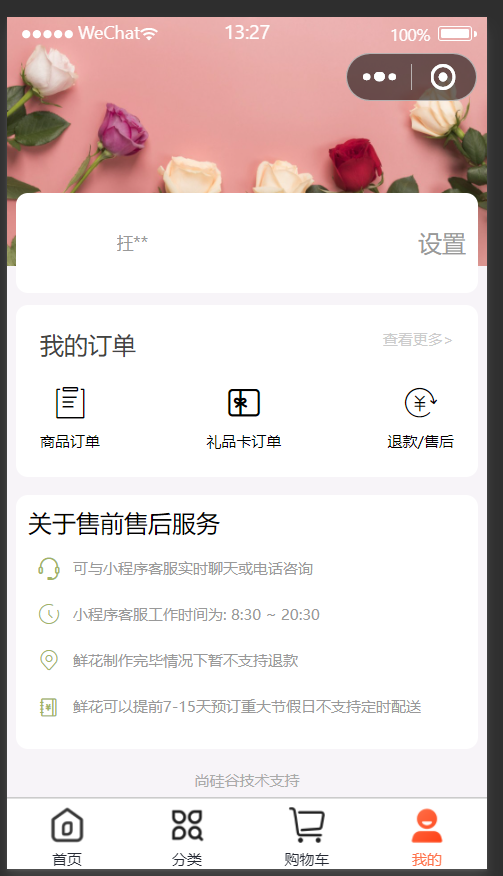 WeChat 13:27 100%
抂** 设置
我的订单 查看更多>
商品订单 礼品卡订单 退款/售后
关于售前售后服务
可与小程序客服实时聊天或电话咨询
小程序客服工作时间为: 8:30 ~ 20:30
鲜花制作完毕情况下暂不支持退款
鲜花可以提前7-15天预订重大节假日不支持定时配送
尚硅谷技术支持
首页 分类 购物车 我的